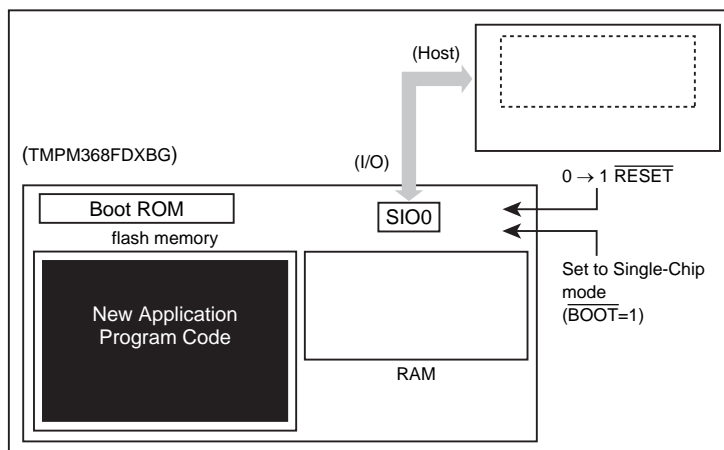 (Host)
(TMPM368FDXBG)
(I/O)
0 → 1 RESET
Boot ROM
SIO0
flash memory
Set to Single-Chip
mode
(BOOT=1)
New Application
Program Code
RAM